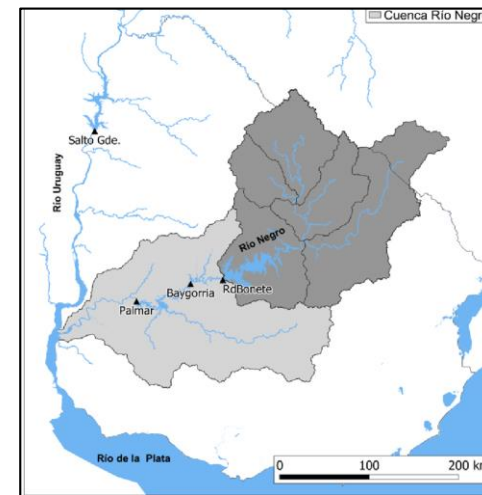 Cuenca Río Negr
Salto Gde.
Río Uruguay
Río Negro
RdBonete
Baygorria
Palmar
Río de la Plata
0 100 200 km